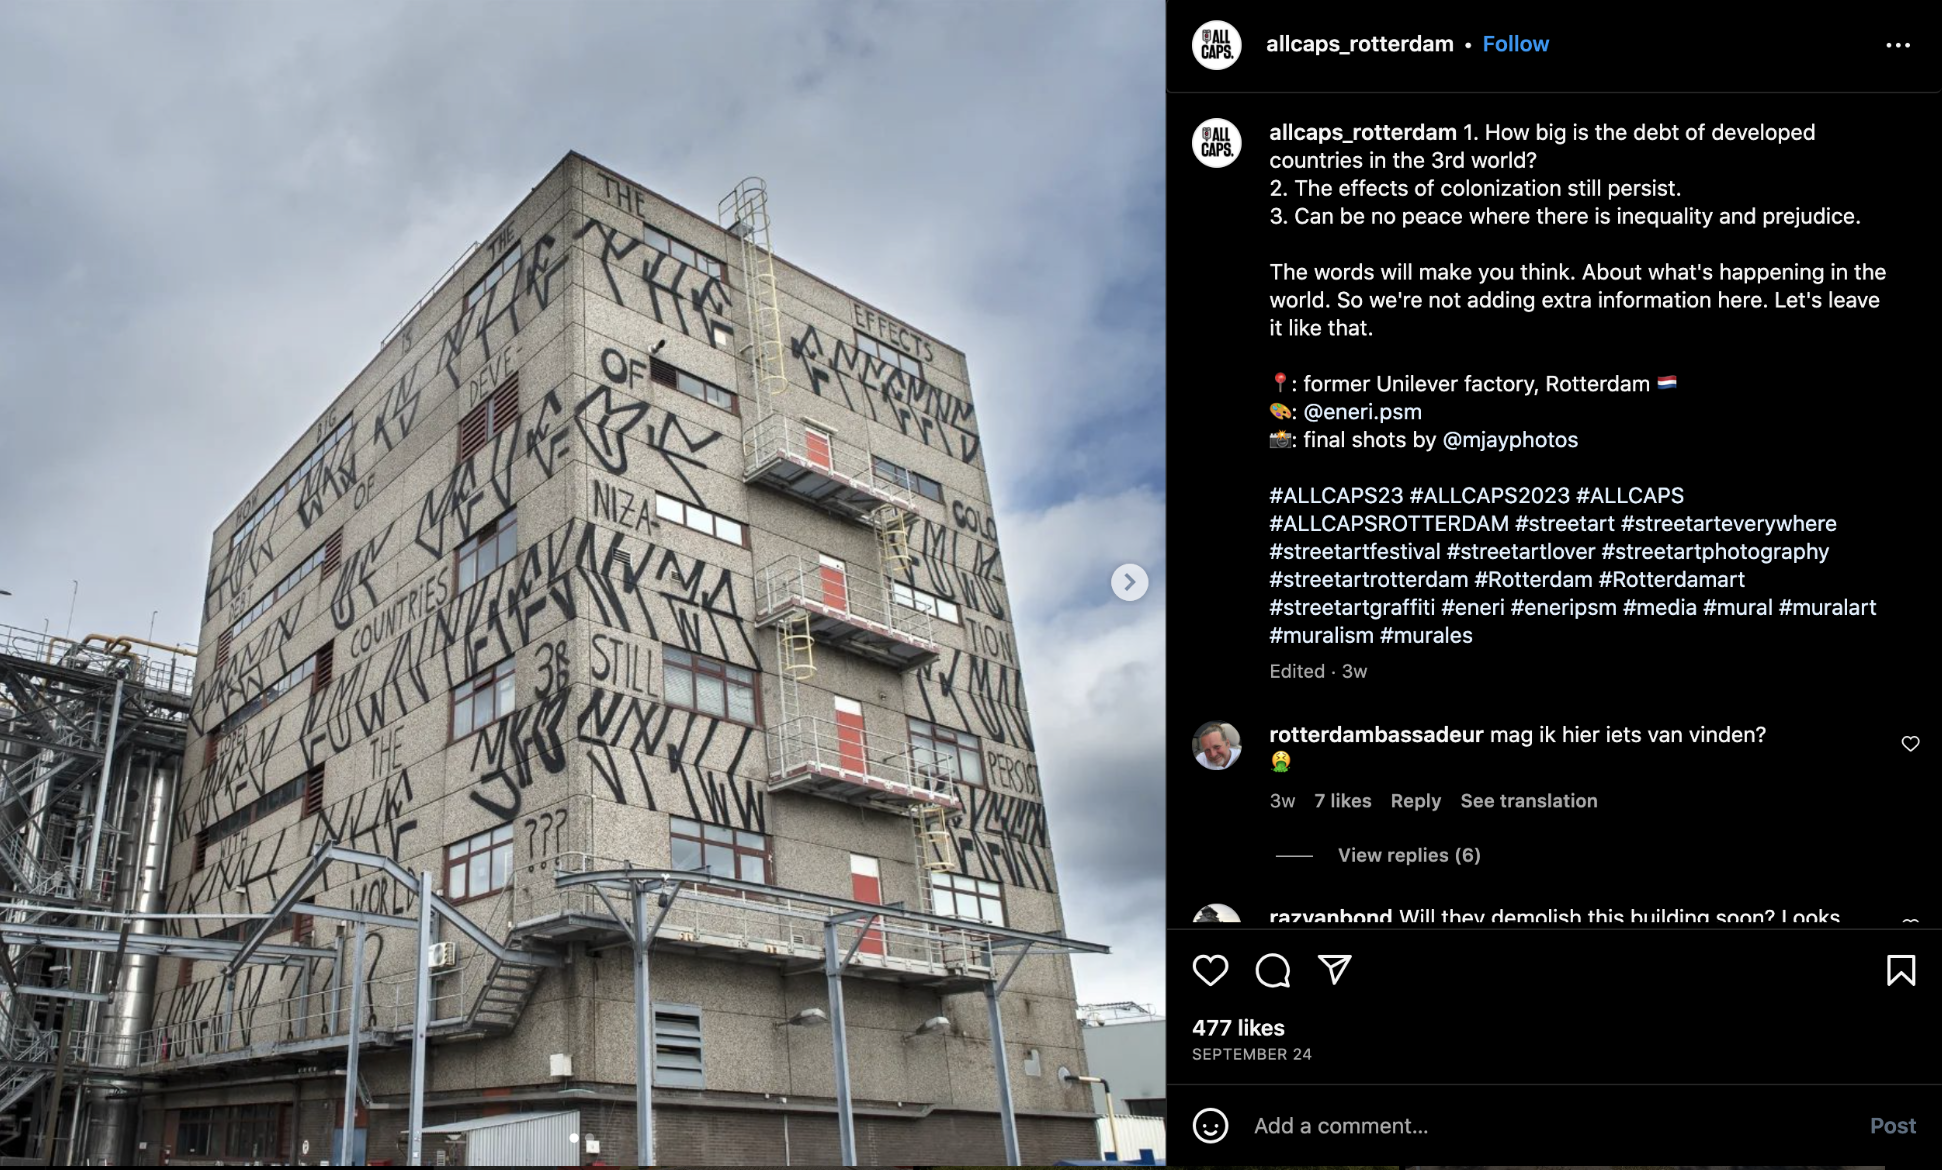 THE
EFFECTS
OF
COLO
NIZA-
TION
STILL
PERSIST
HOW
BIG
IS
THE
DEBT
OF
DEVE-
LOPED
COUNTRIES
WITH
THE
3R
WORLD
???
ALL
CAPS.
allcaps_rotterdam • Follow
ALL
CAPS.
allcaps_rotterdam 1. How big is the debt of developed
countries in the 3rd world?
2. The effects of colonization still persist.
3. Can be no peace where there is inequality and prejudice.
The words will make you think. About what's happening in the
world. So we're not adding extra information here. Let's leave
it like that.
📍: former Unilever factory, Rotterdam 🇳🇱
🎨: @eneri.psm
📸: final shots by @mjayphotos
#ALLCAPS23 #ALLCAPS2023 #ALLCAPS
#ALLCAPSROTTERDAM #streetart #streetarteverywhere
#streetartfestival #streetartlover #streetartphotography
#streetartrotterdam #Rotterdam #Rotterdamart
#streetartgraffiti #eneri #eneripsm #media #mural #muralart
#muralism #murales
Edited · 3w
rotterdambassadeur mag ik hier iets van vinden?
🤮
3w 7 likes Reply See translation
View replies (6)
razvanbond Will they demolish this building soon? Looks
477 likes
SEPTEMBER 24
Add a comment...
Post